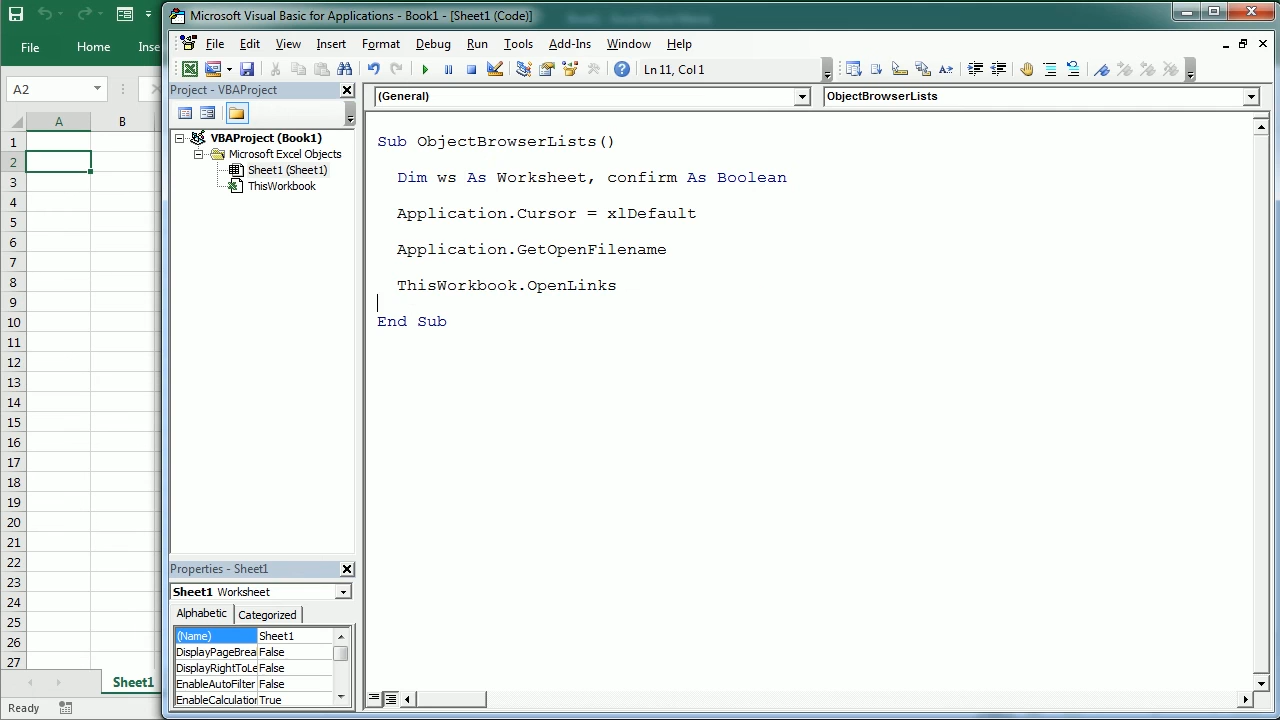 Microsoft Visual Basic for Applications - Book1 - [Sheet1 (Code)]
File Home Inse
File Edit View Insert Format Debug Run Tools Add-Ins Window Help
Ln 11, Col 1
A2
Project - VBAProject
(General)
ObjectBrowserLists
A B
VBAProject (Book1)
Microsoft Excel Objects
Sheet1 (Sheet1)
ThisWorkbook
Sub ObjectBrowserLists()
Dim ws As Worksheet, confirm As Boolean
Application.Cursor = xlDefault
Application.GetOpenFilename
ThisWorkbook.OpenLinks
End Sub
1
2
3
4
5
6
7
8
9
10
11
12
13
14
15
16
17
18
19
20
21
22
23
24
25
26
27
Properties - Sheet1
Sheet1 Worksheet
Alphabetic Categorized
(Name) Sheet1
DisplayPageBrea False
DisplayRightToLe False
EnableAutoFilter False
EnableCalculation True
Sheet1
Ready